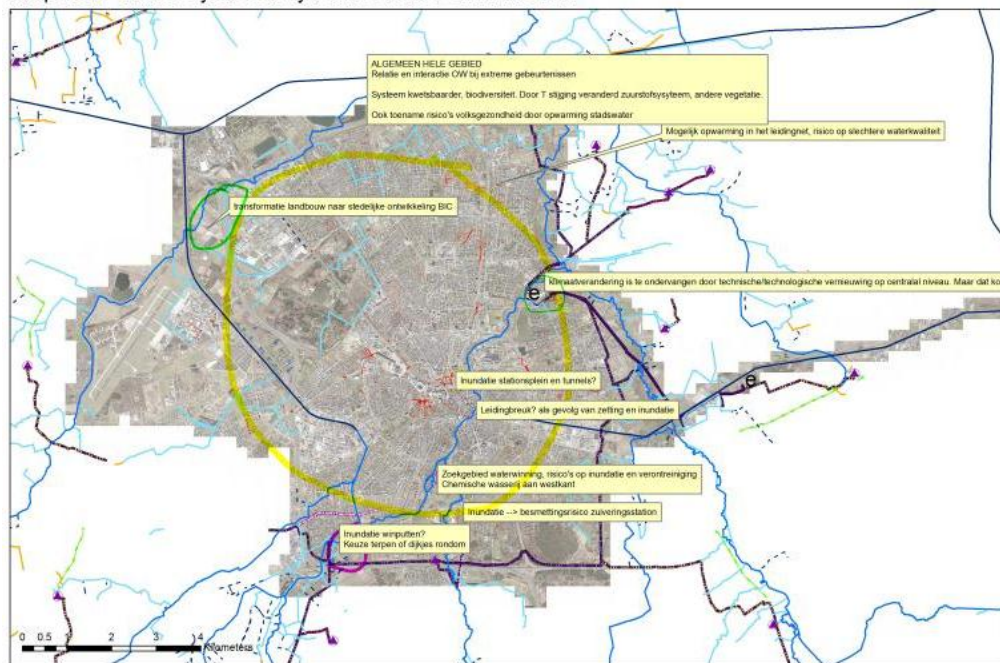 ALGEMEEN HELE GEBIED
Relatie en interactie OW bij extreme gebeurtenissen
Systeem kwetsbaarder, biodiversiteit. Door T stijging veranderd zuurstofsysyteem, andere vegetatie.
Ook toename risico's volksgezondheid door opwarming stadswater
Mogelijk opwarming in het leidingnet, risico op slechtere waterkwaliteit
transformatie landbouw naar stedelijke ontwikkeling BIC
Klimaatverandering is te ondervangen door technische/technologische vernieuwing op centraal niveau. Maar dat ko
e
e
Inundatie stationsplein en tunnels?
Leidingbreuk? als gevolg van zetting en inundatie
Zoekgebied waterwinning, risico's op inundatie en verontreiniging
Chemische wasserij aan westkant
Inundatie --> besmettingsrisico zuiveringsstation
Inundatie winputten?
Keuze terpen of dijkjes rondom
0 0.5 1 2 3 4
Kilometers